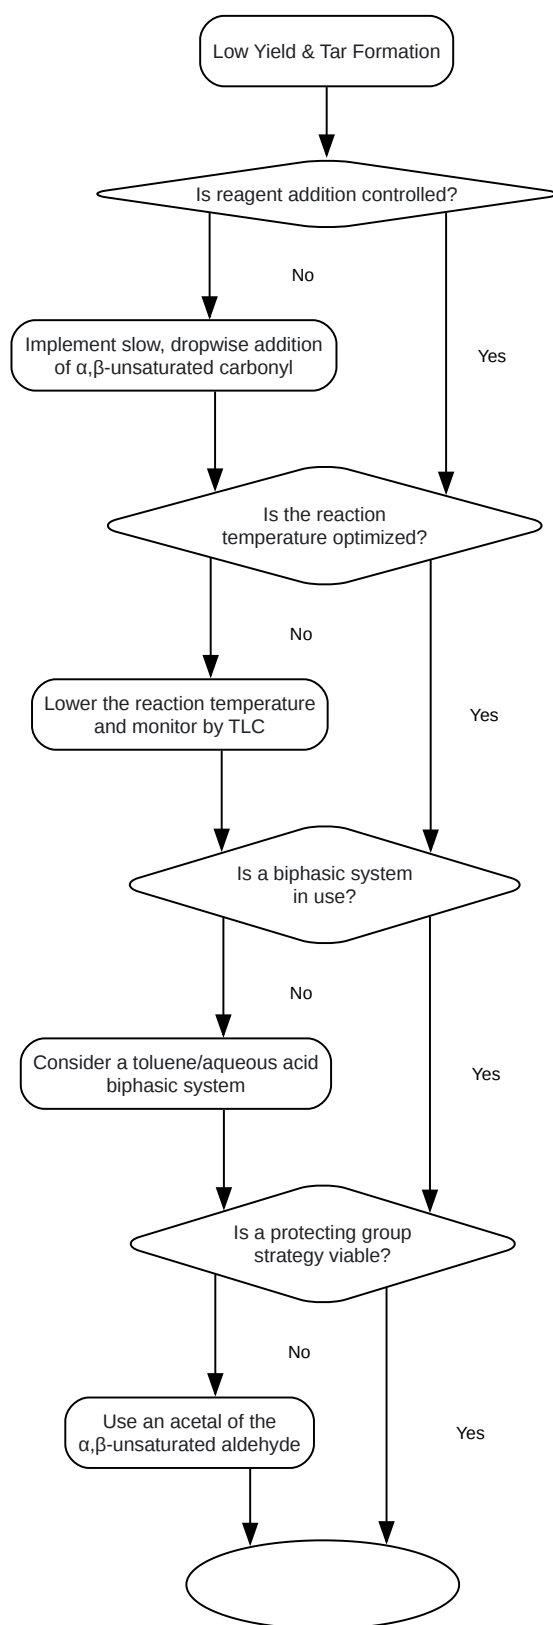 Low Yield & Tar Formation
Is reagent addition controlled?
No
Implement slow, dropwise addition
of α,β-unsaturated carbonyl
Yes
Is the reaction
temperature optimized?
No
Lower the reaction temperature
and monitor by TLC
Yes
Is a biphasic system
in use?
No
Consider a toluene/aqueous acid
biphasic system
Yes
Is a protecting group
strategy viable?
No
Use an acetal of the
α,β-unsaturated aldehyde
Yes